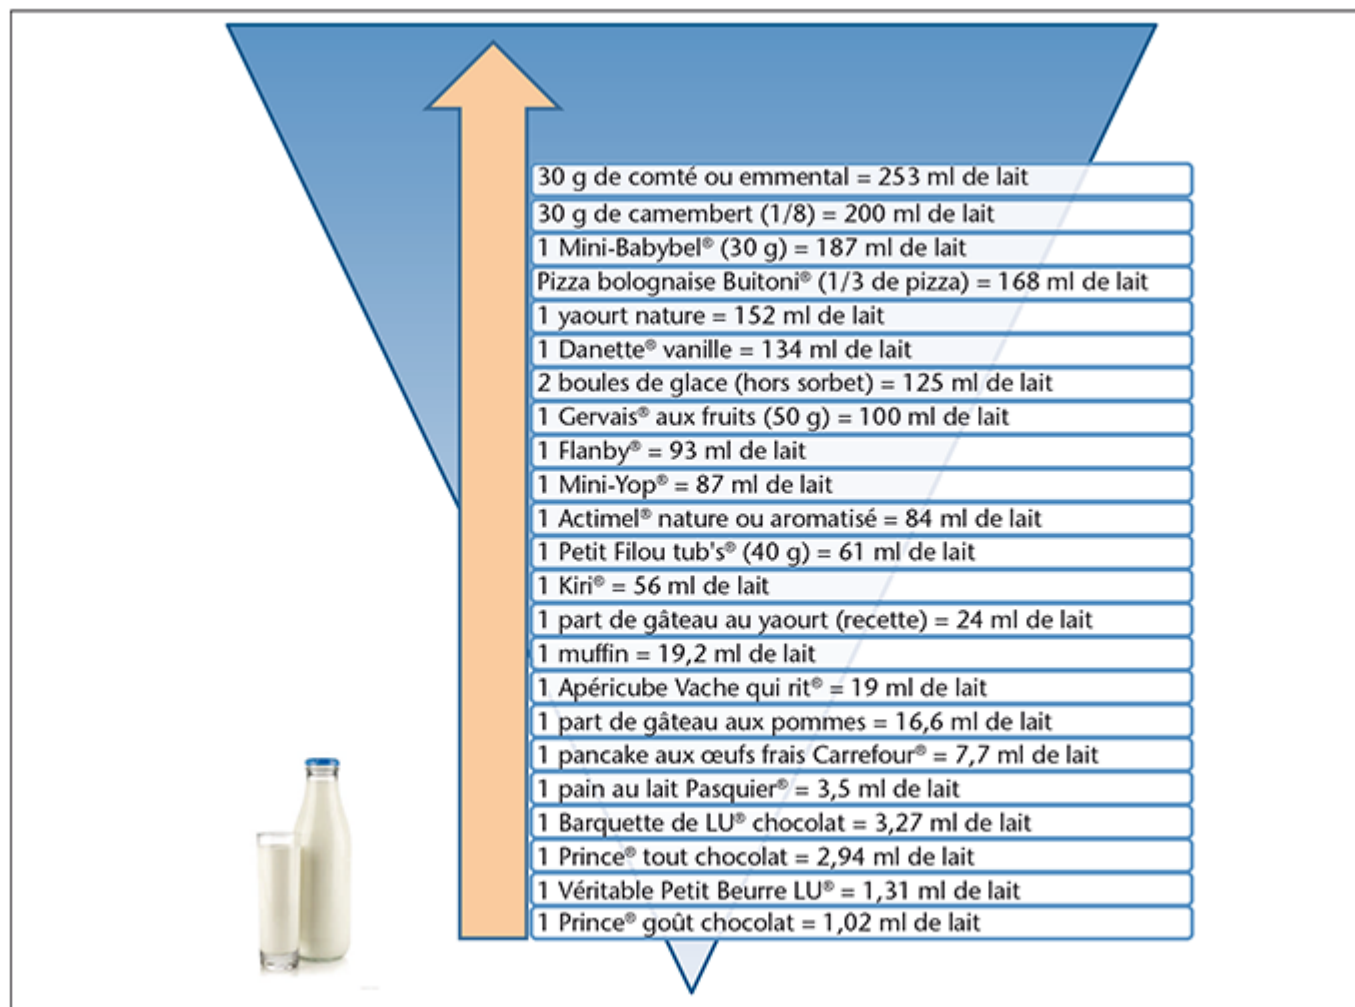 30 g de comté ou emmental = 253 ml de lait
30 g de camembert (1/8) = 200 ml de lait
1 Mini-Babybel® (30 g) = 187 ml de lait
Pizza bolognaise Buitoni® (1/3 de pizza) = 168 ml de lait
1 yaourt nature = 152 ml de lait
1 Danette® vanille = 134 ml de lait
2 boules de glace (hors sorbet) = 125 ml de lait
1 Gervais® aux fruits (50 g) = 100 ml de lait
1 Flanby® = 93 ml de lait
1 Mini-Yop® = 87 ml de lait
1 Actimel® nature ou aromatisé = 84 ml de lait
1 Petit Filou tub's® (40 g) = 61 ml de lait
1 Kiri® = 56 ml de lait
1 part de gâteau au yaourt (recette) = 24 ml de lait
1 muffin = 19,2 ml de lait
1 Apéricube Vache qui rit® = 19 ml de lait
1 part de gâteau aux pommes = 16,6 ml de lait
1 pancake aux œufs frais Carrefour® = 7,7 ml de lait
1 pain au lait Pasquier® = 3,5 ml de lait
1 Barquette de LU® chocolat = 3,27 ml de lait
1 Prince® tout chocolat = 2,94 ml de lait
1 Véritable Petit Beurre LU® = 1,31 ml de lait
1 Prince® goût chocolat = 1,02 ml de lait